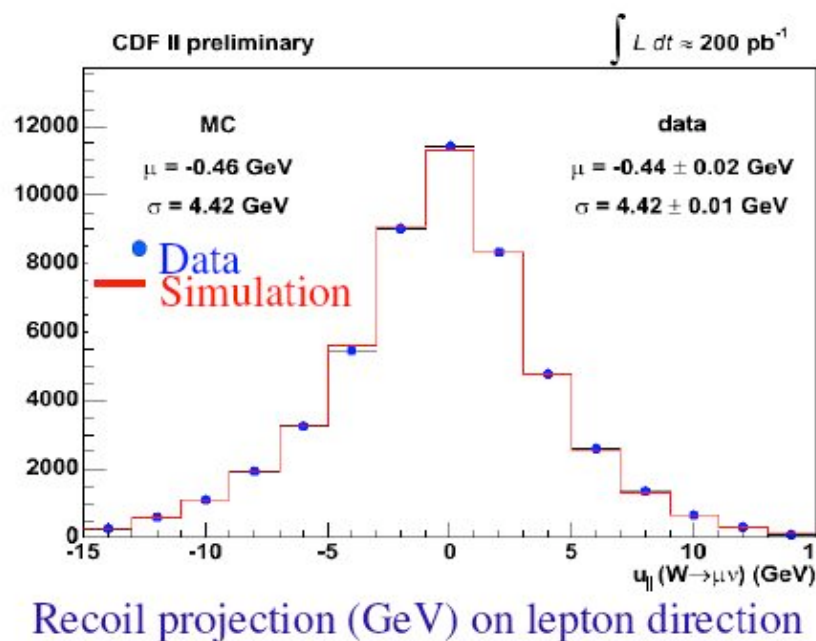 CDF II preliminary
∫ L dt ≈ 200 pb⁻¹
MC
μ = -0.46 GeV
σ = 4.42 GeV
data
μ = -0.44 ± 0.02 GeV
σ = 4.42 ± 0.01 GeV
Data
Simulation
12000
10000
8000
6000
4000
2000
0
-15 -10 -5 0 5 10 1
u|| (W→μν) (GeV)
Recoil projection (GeV) on lepton direction